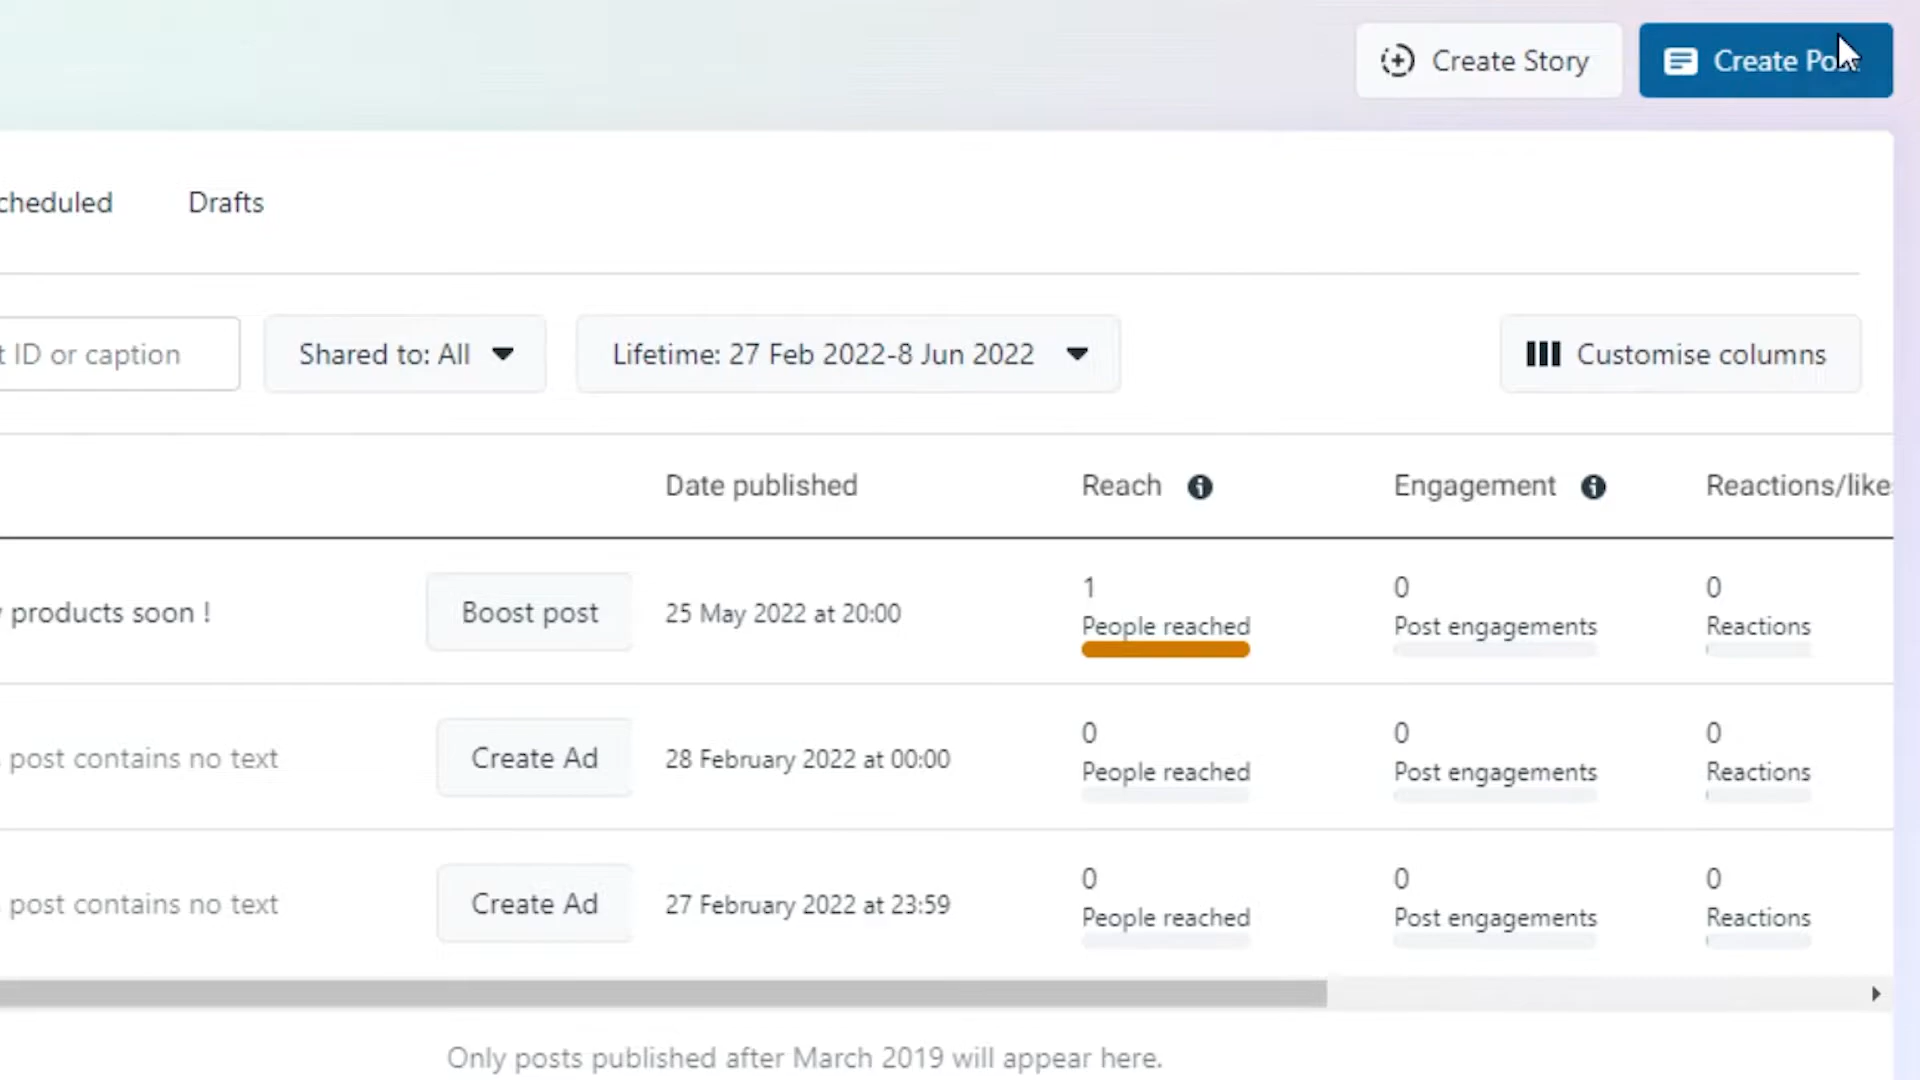 Create Story
Create Pos
cheduled Drafts
t ID or caption
Shared to: All
Lifetime: 27 Feb 2022-8 Jun 2022
Customise columns
Date published Reach Engagement Reactions/like
products soon !
Boost post
25 May 2022 at 20:00
1
People reached
0
Post engagements
0
Reactions
post contains no text
Create Ad
28 February 2022 at 00:00
0
People reached
0
Post engagements
0
Reactions
post contains no text
Create Ad
27 February 2022 at 23:59
0
People reached
0
Post engagements
0
Reactions
Only posts published after March 2019 will appear here.